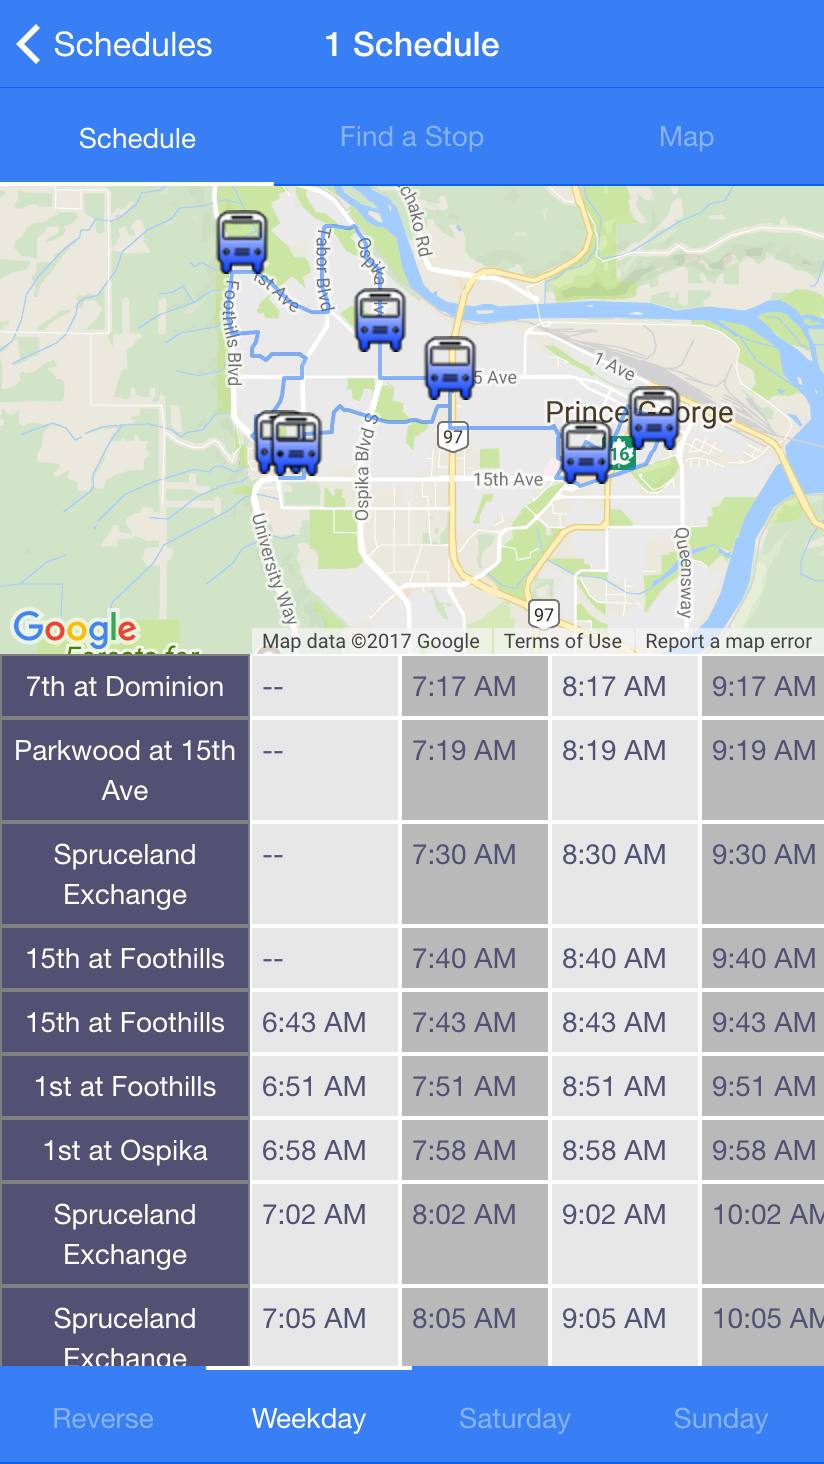 Schedules
1 Schedule
Schedule
Find a Stop
Map
chako Rd
Tabor Blvd
Ospika Blvd
1st Ave
Foothills Blvd
5 Ave
1 Ave
Prince George
97
16
15th Ave
Ospika Blvd S
University Way
Queensway
97
Google
Forests for
Map data ©2017 Google
Terms of Use
Report a map error
7th at Dominion -- 7:17 AM 8:17 AM 9:17 AM
Parkwood at 15th -- 7:19 AM 8:19 AM 9:19 AM
Ave
Spruceland -- 7:30 AM 8:30 AM 9:30 AM
Exchange
15th at Foothills -- 7:40 AM 8:40 AM 9:40 AM
15th at Foothills 6:43 AM 7:43 AM 8:43 AM 9:43 AM
1st at Foothills 6:51 AM 7:51 AM 8:51 AM 9:51 AM
1st at Ospika 6:58 AM 7:58 AM 8:58 AM 9:58 AM
Spruceland 7:02 AM 8:02 AM 9:02 AM 10:02 AM
Exchange
Spruceland 7:05 AM 8:05 AM 9:05 AM 10:05 AM
Exchange
Reverse
Weekday
Saturday
Sunday